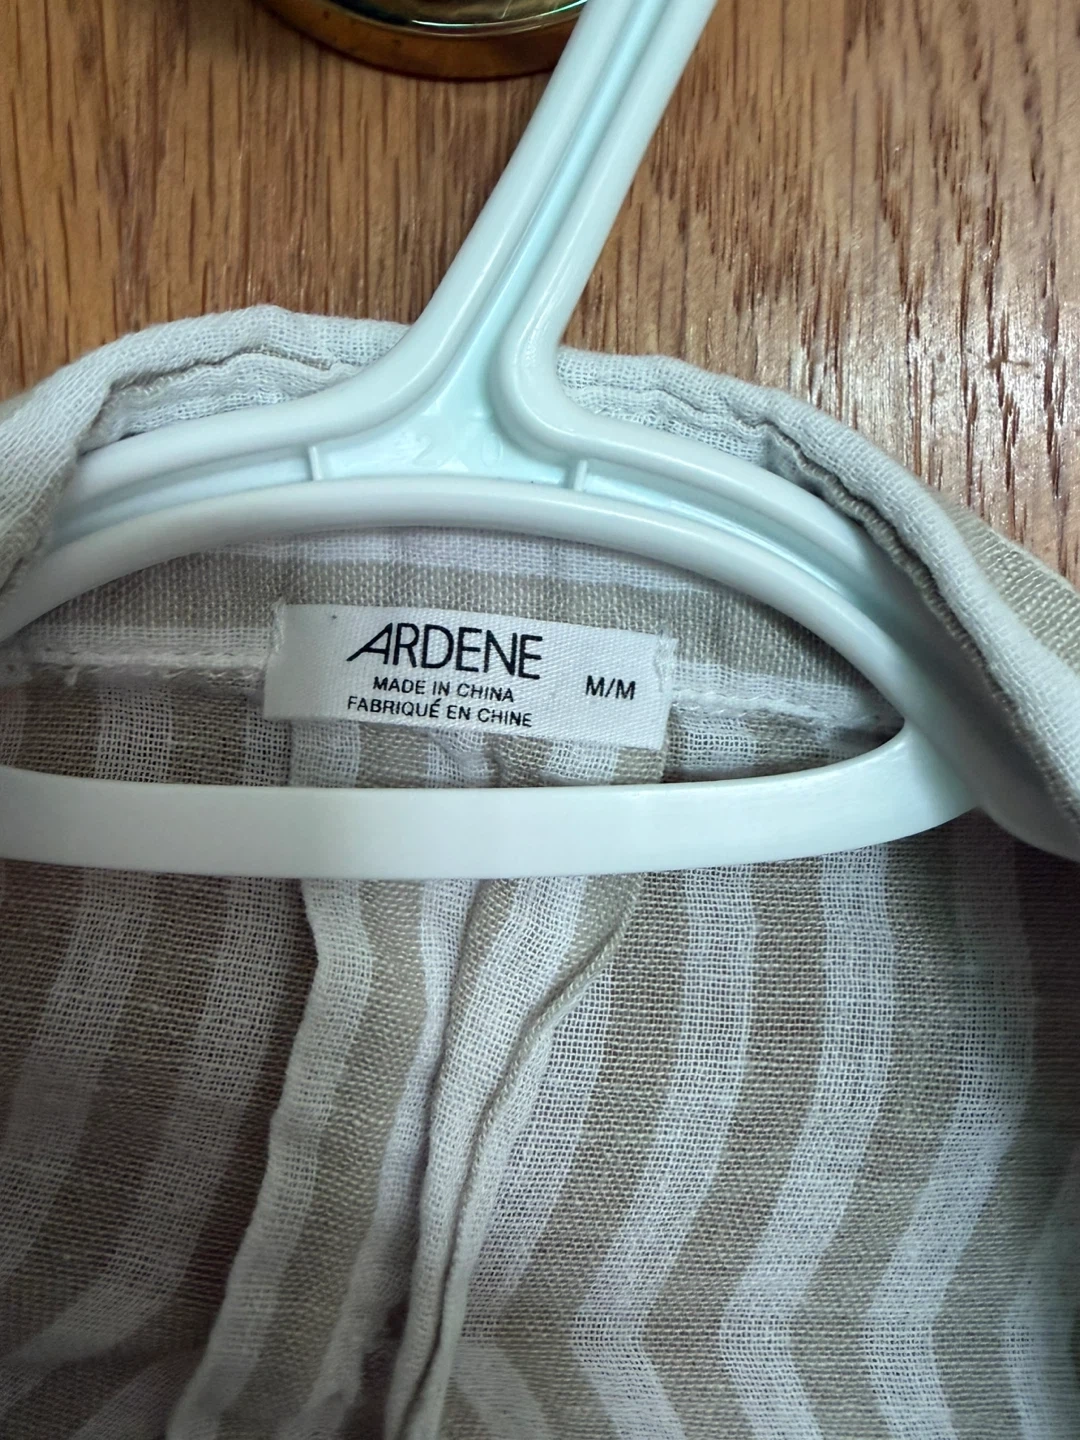 ARDENE
MADE IN CHINA
FABRIQUÉ EN CHINE
M/M